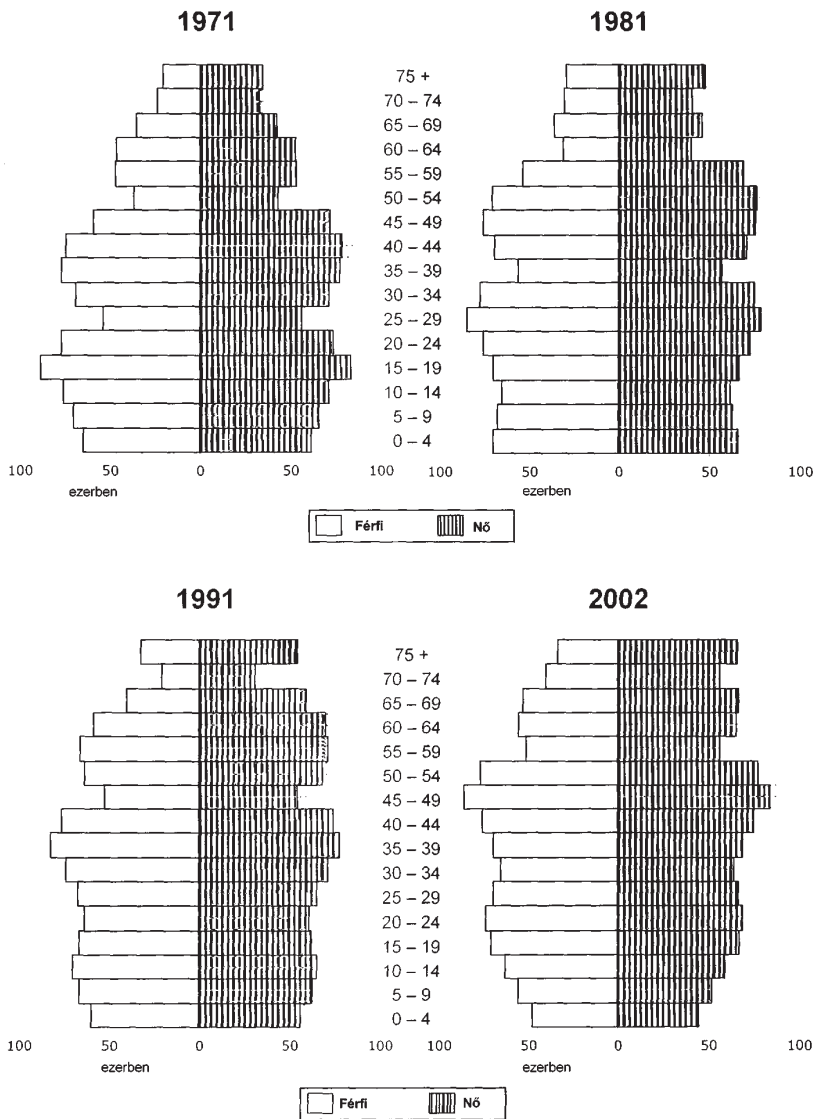 1971 1981
75 +
70 – 74
65 – 69
60 – 64
55 – 59
50 – 54
45 – 49
40 – 44
35 – 39
30 – 34
25 – 29
20 – 24
15 – 19
10 – 14
5 – 9
0 – 4
100 50 0 50 100 100 50 0 50 100
ezerben ezerben
Férfi Nő
1991 2002
75 +
70 – 74
65 – 69
60 – 64
55 – 59
50 – 54
45 – 49
40 – 44
35 – 39
30 – 34
25 – 29
20 – 24
15 – 19
10 – 14
5 – 9
0 – 4
100 50 0 50 100 100 50 0 50 100
ezerben ezerben
Férfi Nő